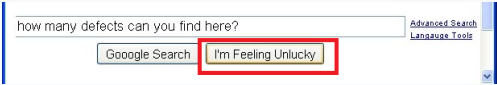 how many defects can you find here?
Advanced Search
Langauge Tools
Gooogle Search
I'm Feeling Unlucky